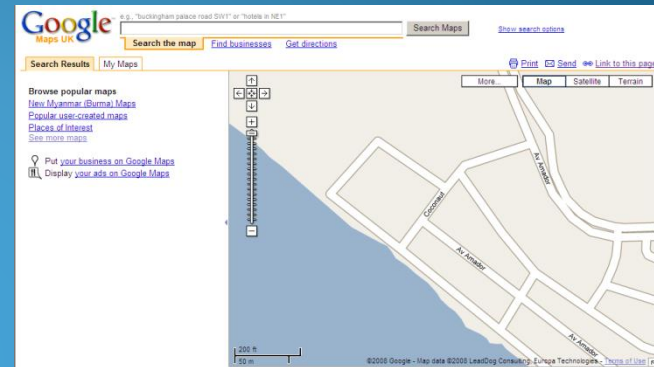 Google
Maps UK
e.g., "buckingham palace road SW1" or "hotels in NE1"
Search Maps
Show search options
Search the map Find businesses Get directions
Search Results My Maps
Print Send Link to this page
Browse popular maps
New Myanmar (Burma) Maps
Popular user-created maps
Places of Interest
See more maps
Put your business on Google Maps
Display your ads on Google Maps
More... Map Satellite Terrain
Av Amador
Coconaut
Av Amador
Av Amador
200 ft
50 m
©2008 Google - Map data ©2008 LeadDog Consulting, Europa Technologies - Terms of Use